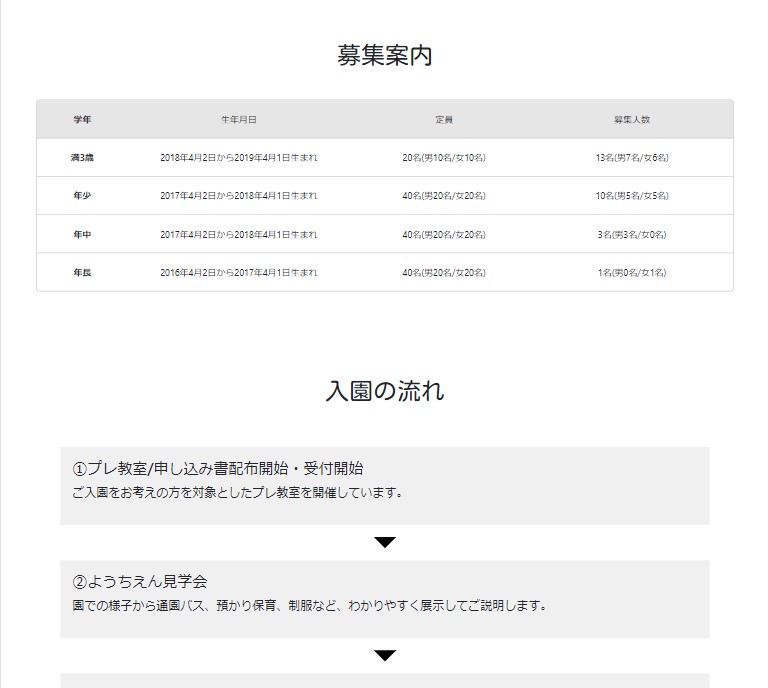 募集案内
学年 生年月日 定員 募集人数
満3歳 2018年4月2日から2019年4月1日生まれ 20名(男10名/女10名) 13名(男7名/女6名)
年少 2017年4月2日から2018年4月1日生まれ 40名(男20名/女20名) 10名(男5名/女5名)
年中 2017年4月2日から2018年4月1日生まれ 40名(男20名/女20名) 3名(男3名/女0名)
年長 2016年4月2日から2017年4月1日生まれ 40名(男20名/女20名) 1名(男0名/女1名)
入園の流れ
①プレ教室/申し込み書配布開始・受付開始
ご入園をお考えの方を対象としたプレ教室を開催しています。
②ようちえん見学会
園での様子から通園バス、預かり保育、制服など、わかりやすく展示してご説明します。